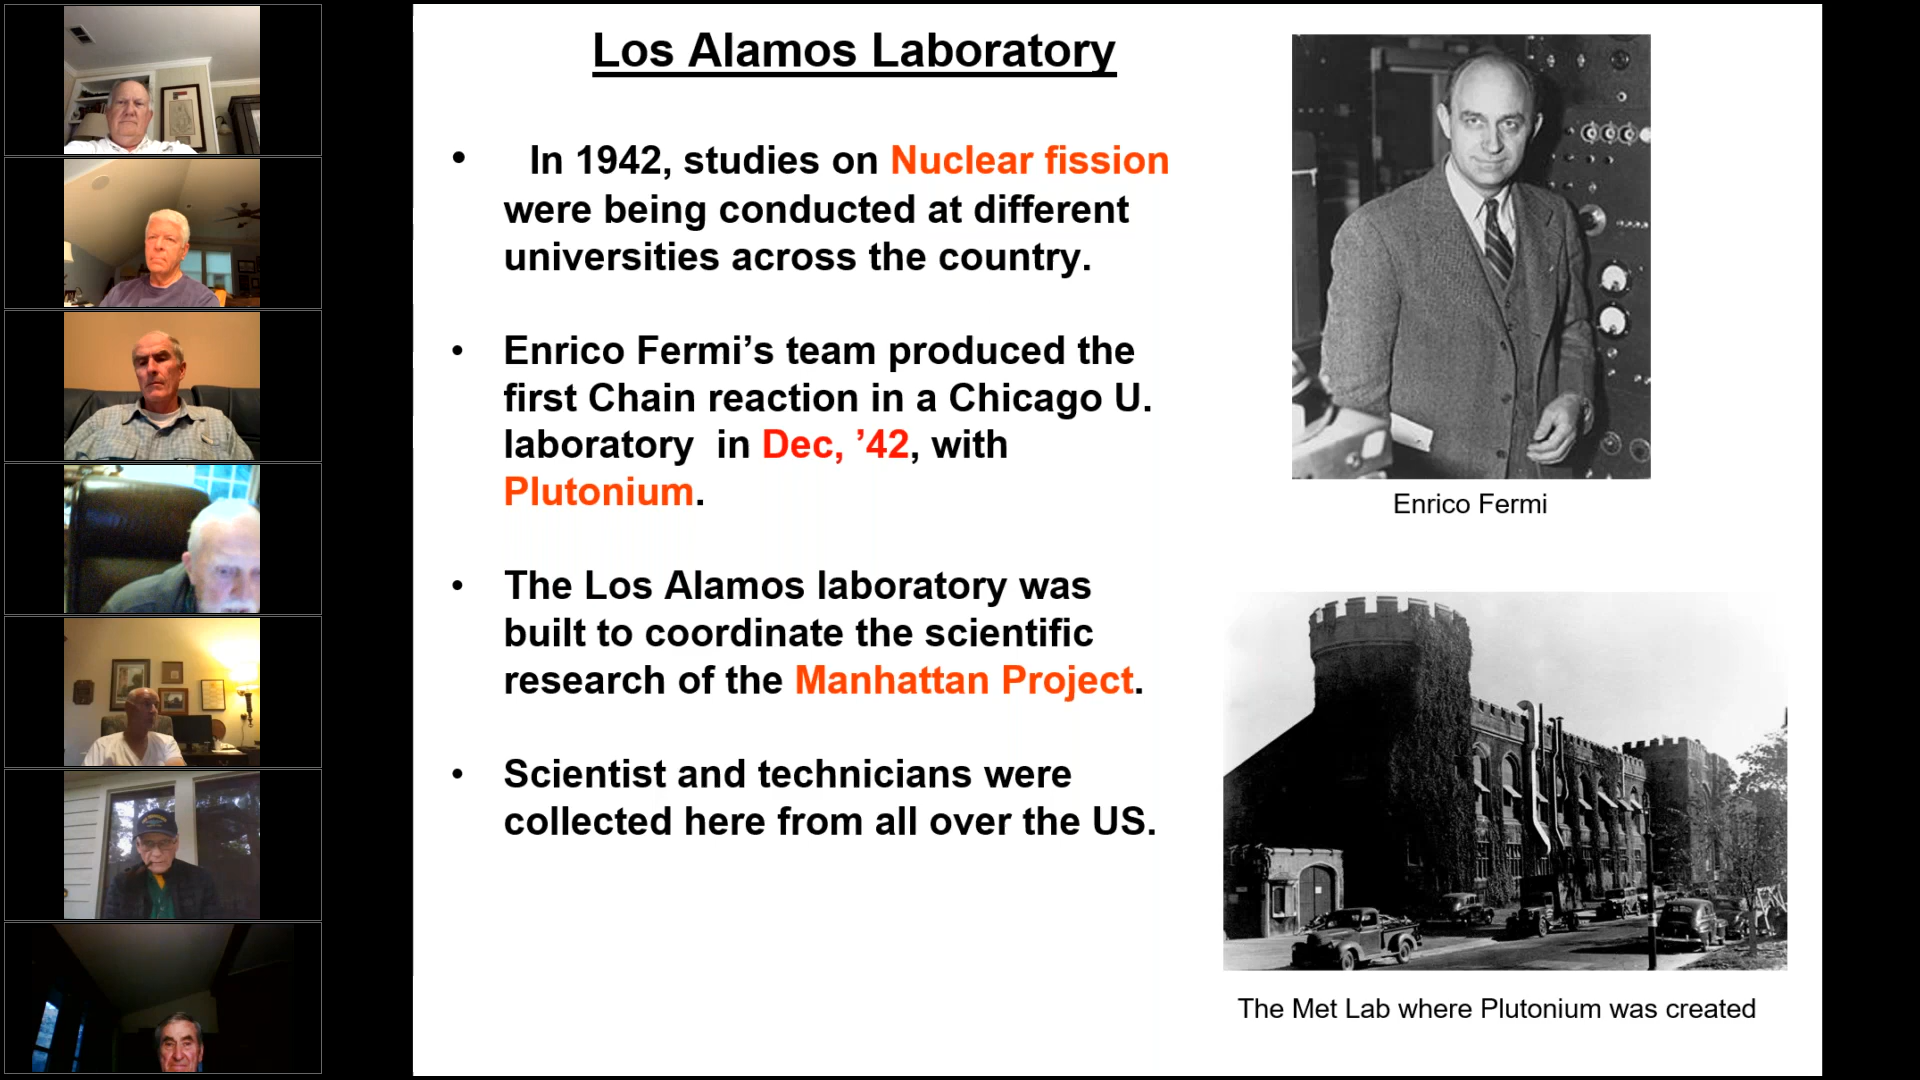 Los Alamos Laboratory
• In 1942, studies on Nuclear fission
were being conducted at different
universities across the country.
• Enrico Fermi’s team produced the
first Chain reaction in a Chicago U.
laboratory in Dec, ’42, with
Plutonium.
• The Los Alamos laboratory was
built to coordinate the scientific
research of the Manhattan Project.
• Scientist and technicians were
collected here from all over the US.
Enrico Fermi
The Met Lab where Plutonium was created